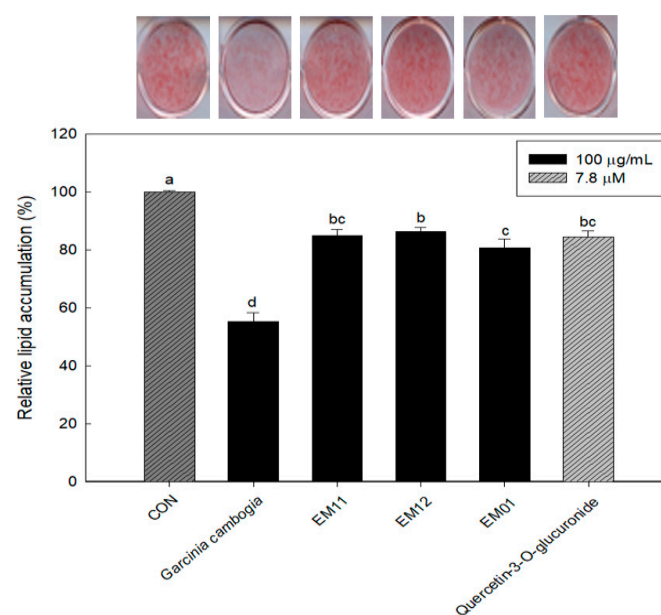 120
100
80
60
40
20
0
Relative lipid accumulation (%)
100 μg/mL
7.8 μM
a
d
bc
b
c
bc
CON
Garcinia cambogia
EM11
EM12
EM01
Quercetin-3-O-glucuronide